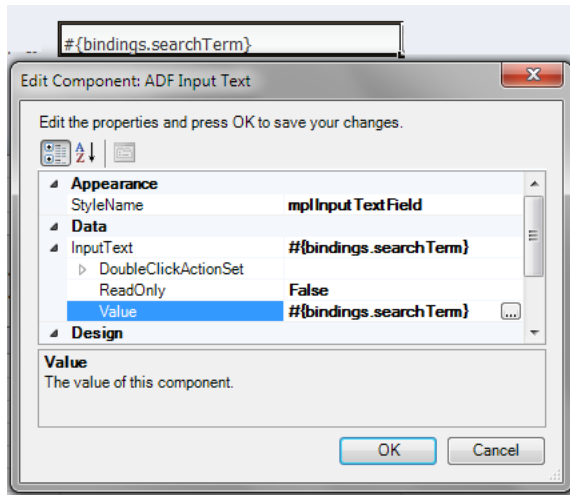 #{bindings.searchTerm}
Edit Component: ADF Input Text
Edit the properties and press OK to save your changes.
Appearance
StyleName mplInputTextField
Data
InputText #{bindings.searchTerm}
DoubleClickActionSet
ReadOnly False
Value #{bindings.searchTerm} ...
Design
Value
The value of this component.
OK Cancel